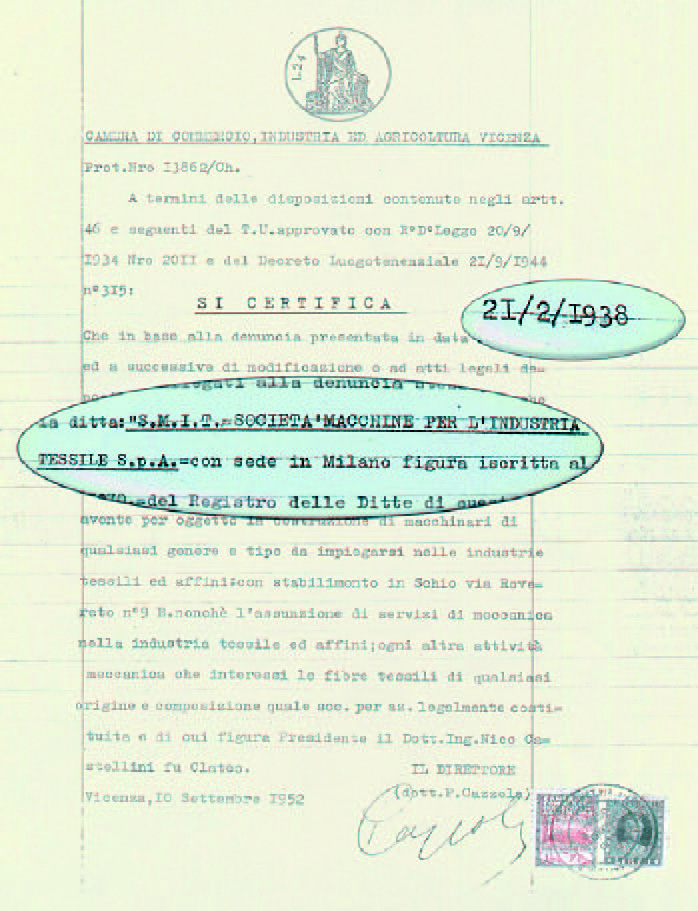 L.24
CAMERA DI COMMERCIO, INDUSTRIA ED AGRICOLTURA VICENZA
Prot.Nro I3862/Ch.
A termini delle disposizioni contenute negli artt.
46 e seguenti del T.U.approvato con R°D°Legge 20/9/
I934 Nro 20II e del Decreto Luogotenenziale 2I/9/I944
n°3I5:
SI CERTIFICA
2I/2/I938
Che in base alla denuncia presentata in data
ed a successive di modificazione o ad atti legali de-
alla denuncia
la ditta:"S.M.I.T.=SOCIETA'MACCHINE PER L'INDUSTRIA
TESSILE S.p.A.=con sede in Milano figura iscritta al
=del Registro delle Ditte di
avente per oggetto la costruzione di macchinari di
qualsiasi genere e tipo da impiegarsi nelle industrie
tessili ed affini:con stabilimento in Schio via Rove=
reto n°9 B.nonchè l'assunzione di servizi di meccanica
nella industria tessile ed affini;ogni altra attività
meccanica che interessi le fibre tessili di qualsiasi
origine e composizione quale soc. per az. legalmente costi=
tuita e di cui figura Presidente il Dott.Ing.Nico Ca=
stellini fu Clateo.
IL DIRETTORE
(dott.P.Cazzola)
Vicenza,IO Settembre I952